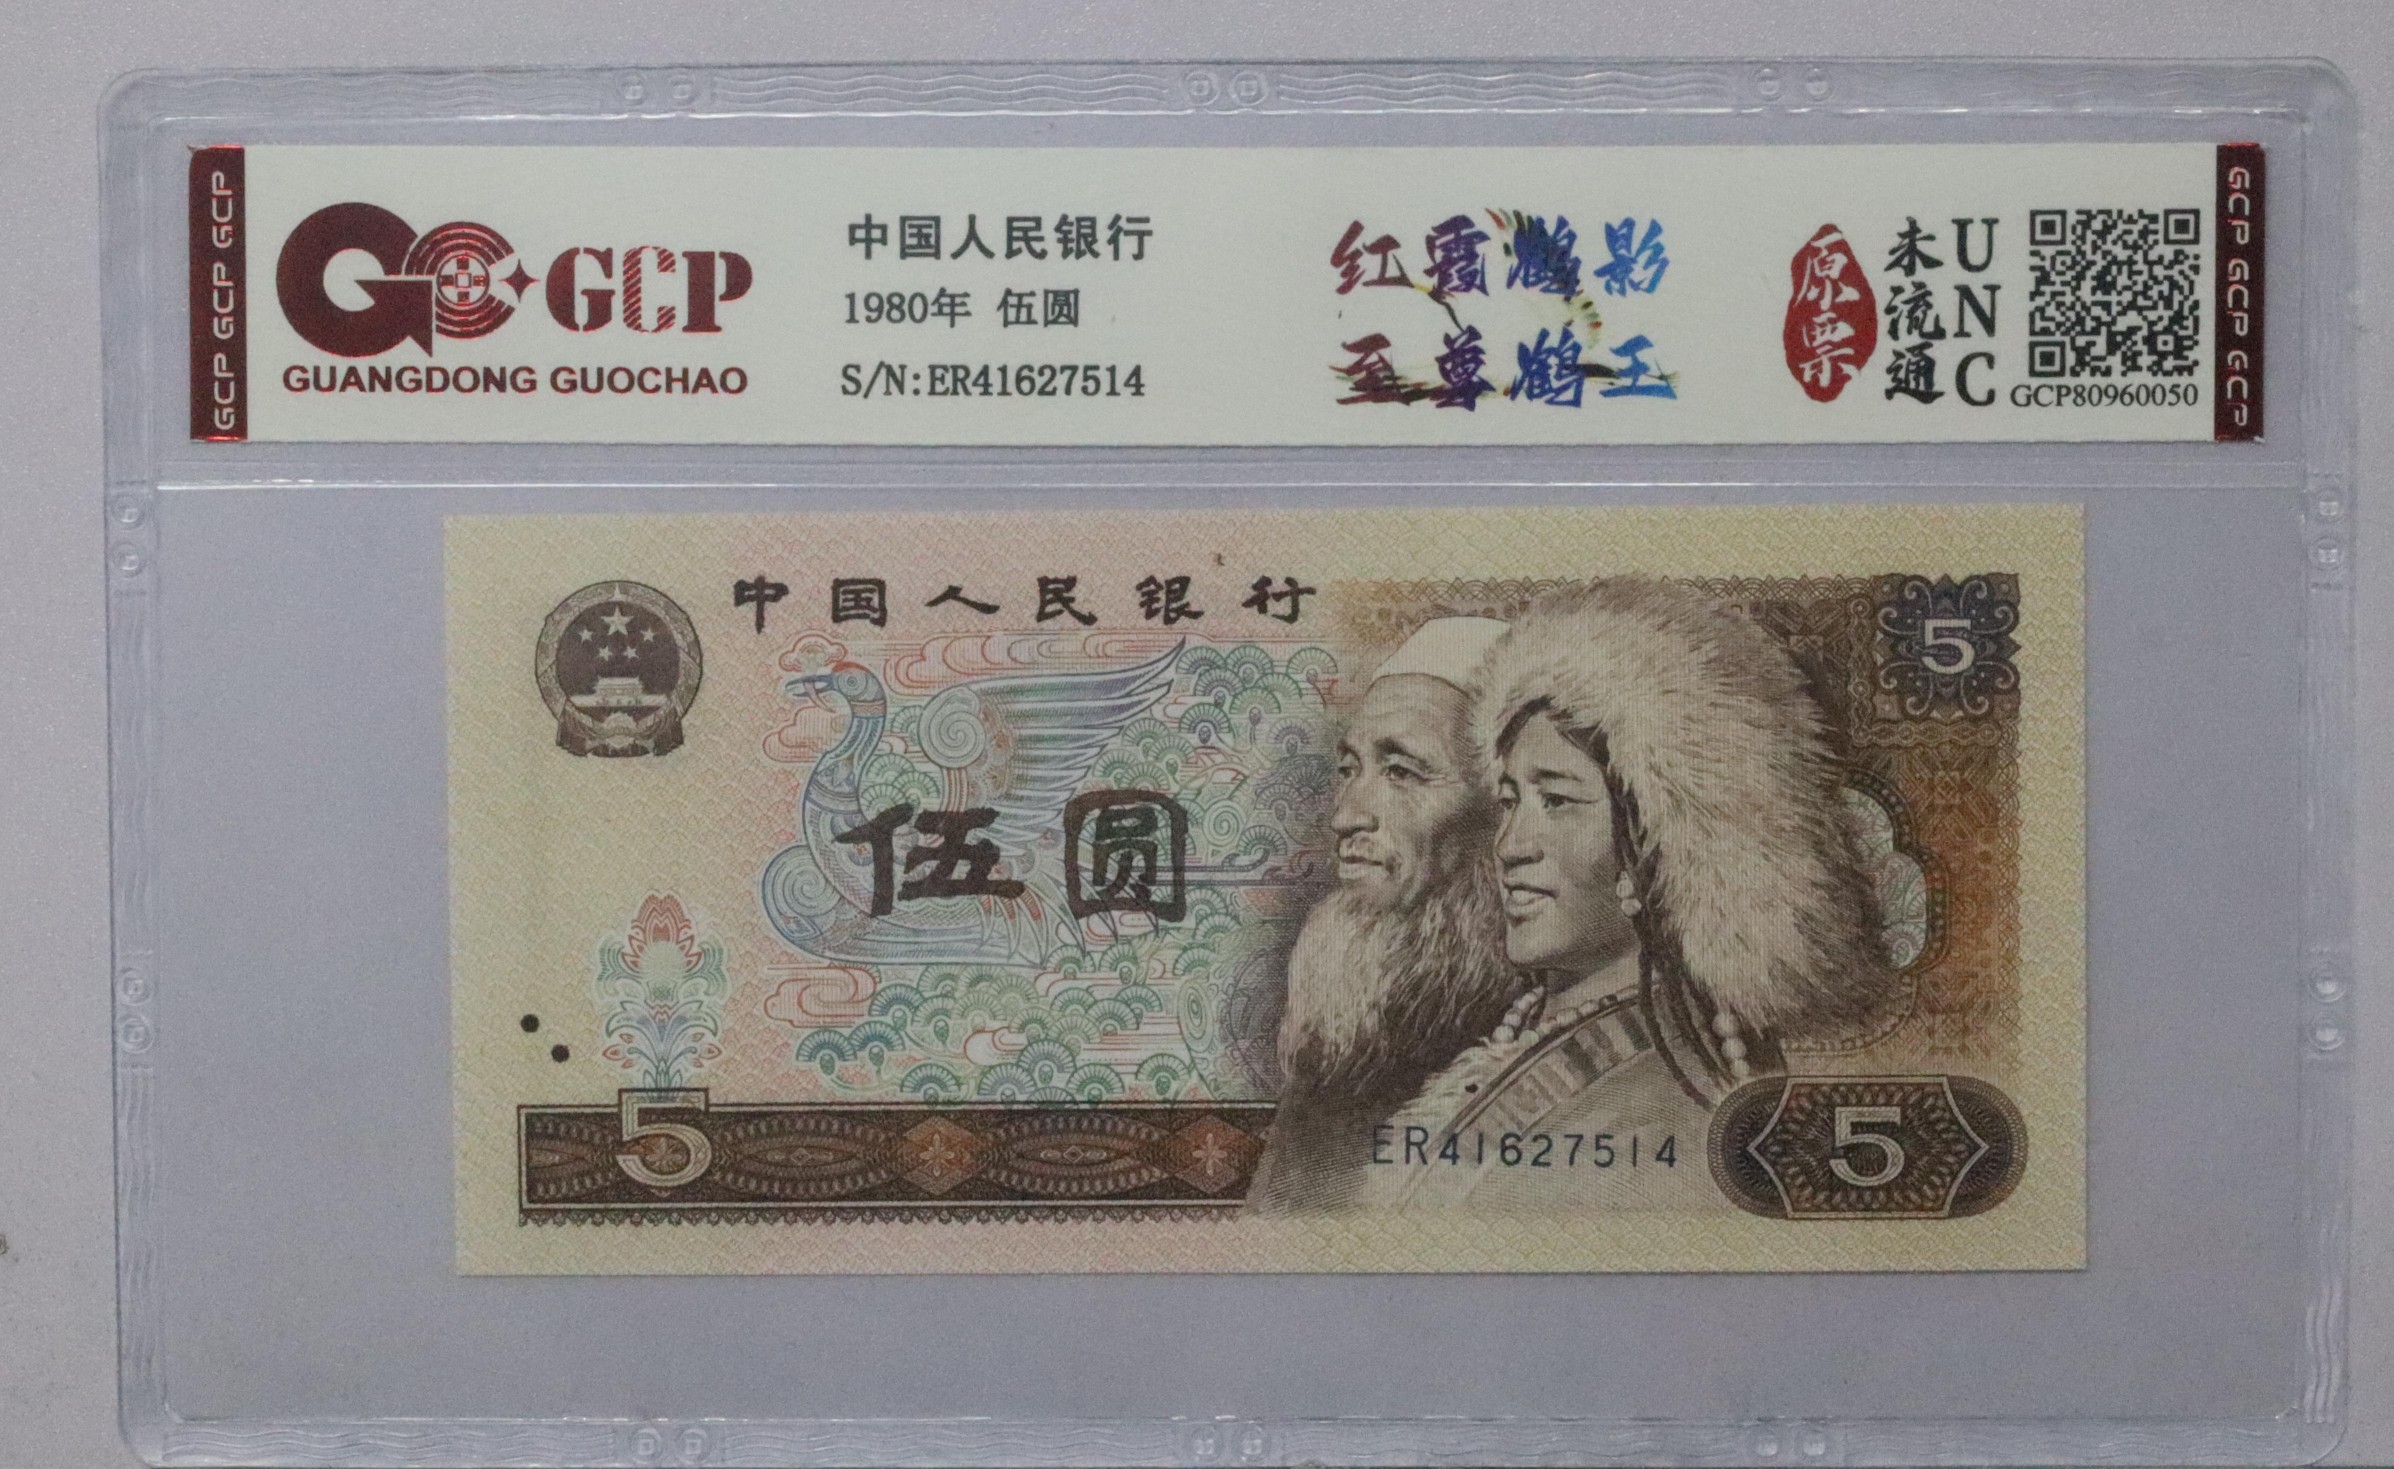 GCP GCP GCP
GCP
GUANGDONG GUOCHAO
中国人民银行
1980年 伍圆
S/N:ER41627514
红霞鹤影
至尊鹤王
原票
未流通
UNC
GCP80960050
GCP GCP GCP
中国人民银行
5
伍圆
5
ER41627514
5